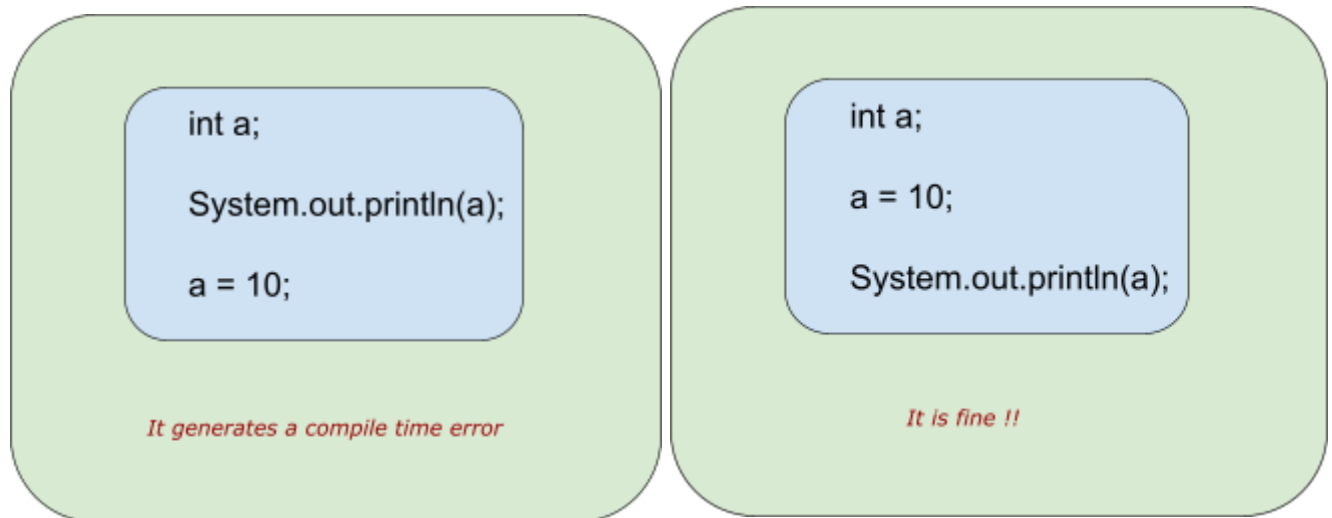 int a;
System.out.println(a);
a = 10;
It generates a compile time error
int a;
a = 10;
System.out.println(a);
It is fine !!